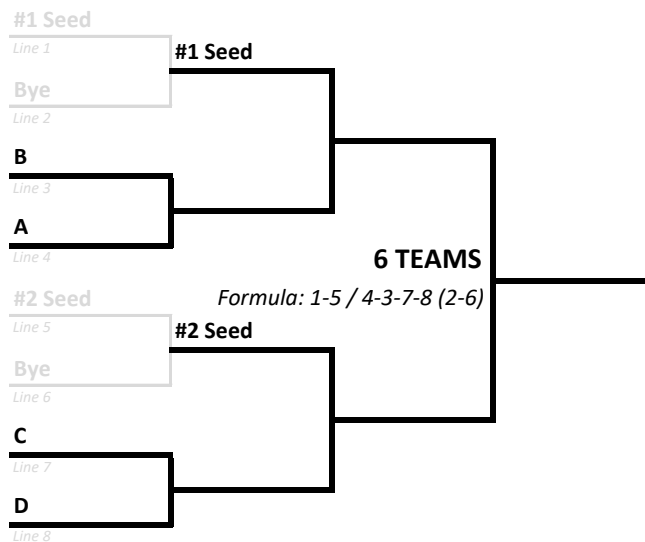 #1 Seed
Line 1
#1 Seed
Bye
Line 2
B
Line 3
A
Line 4
6 TEAMS
Formula: 1-5 / 4-3-7-8 (2-6)
#2 Seed
Line 5
#2 Seed
Bye
Line 6
C
Line 7
D
Line 8